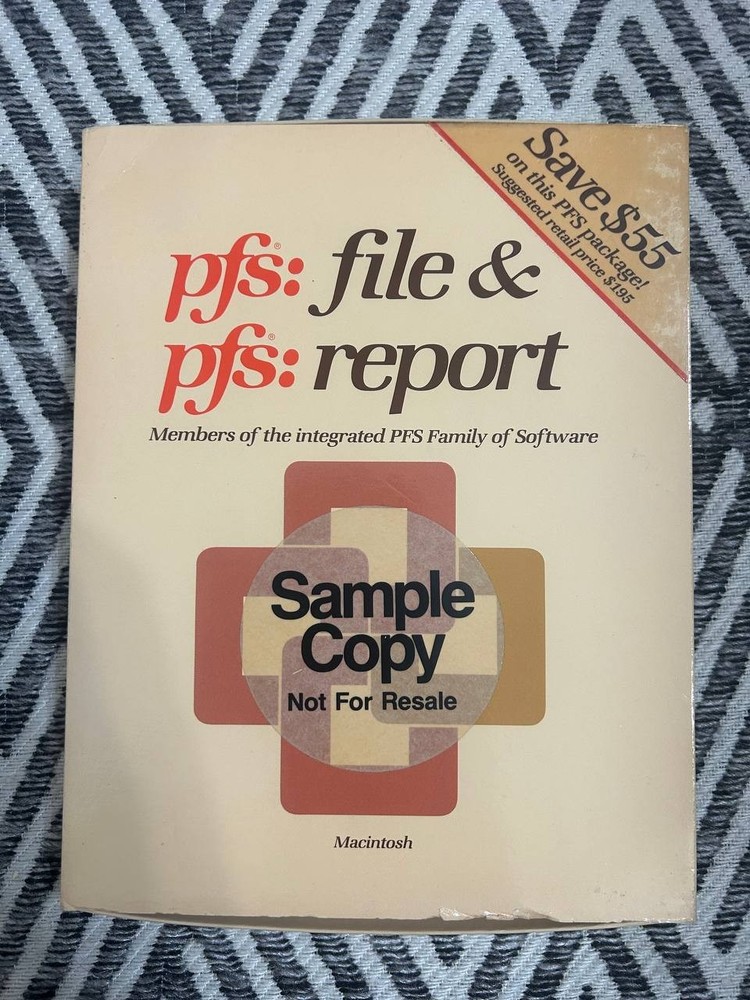 Save $55
on this PFS package!
Suggested retail price $195
pfs:® file &
pfs:® report
Members of the integrated PFS Family of Software
Sample
Copy
Not For Resale
Macintosh